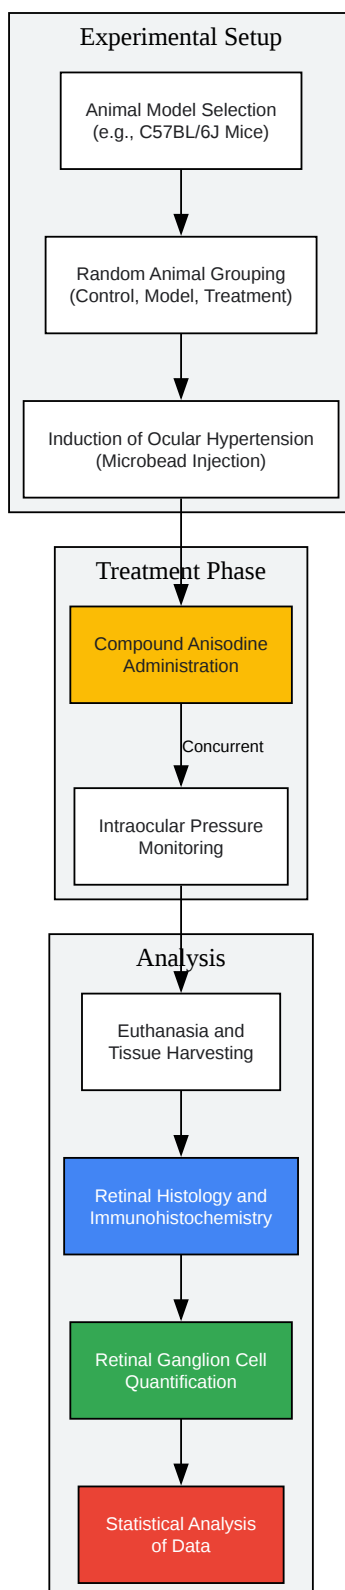 Experimental Setup
Animal Model Selection
(e.g., C57BL/6J Mice)
Random Animal Grouping
(Control, Model, Treatment)
Induction of Ocular Hypertension
(Microbead Injection)
Treatment Phase
Compound Anisodine
Administration
Concurrent
Intraocular Pressure
Monitoring
Analysis
Euthanasia and
Tissue Harvesting
Retinal Histology and
Immunohistochemistry
Retinal Ganglion Cell
Quantification
Statistical Analysis
of Data